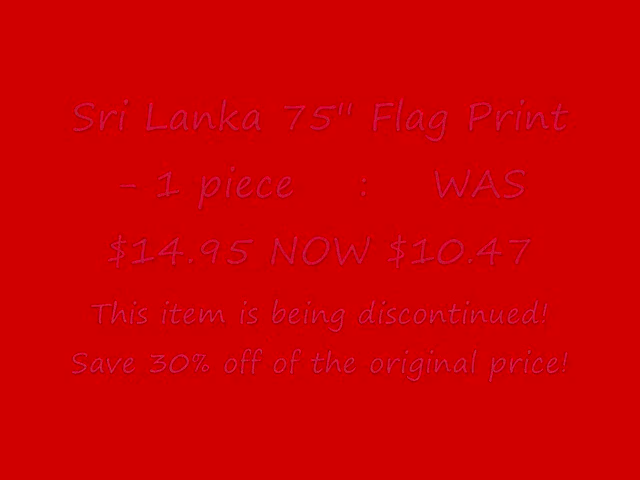 Sri Lanka 75" Flag Print
- 1 piece : WAS
$14.95 NOW $10.47
This item is being discontinued!
Save 30% off of the original price!